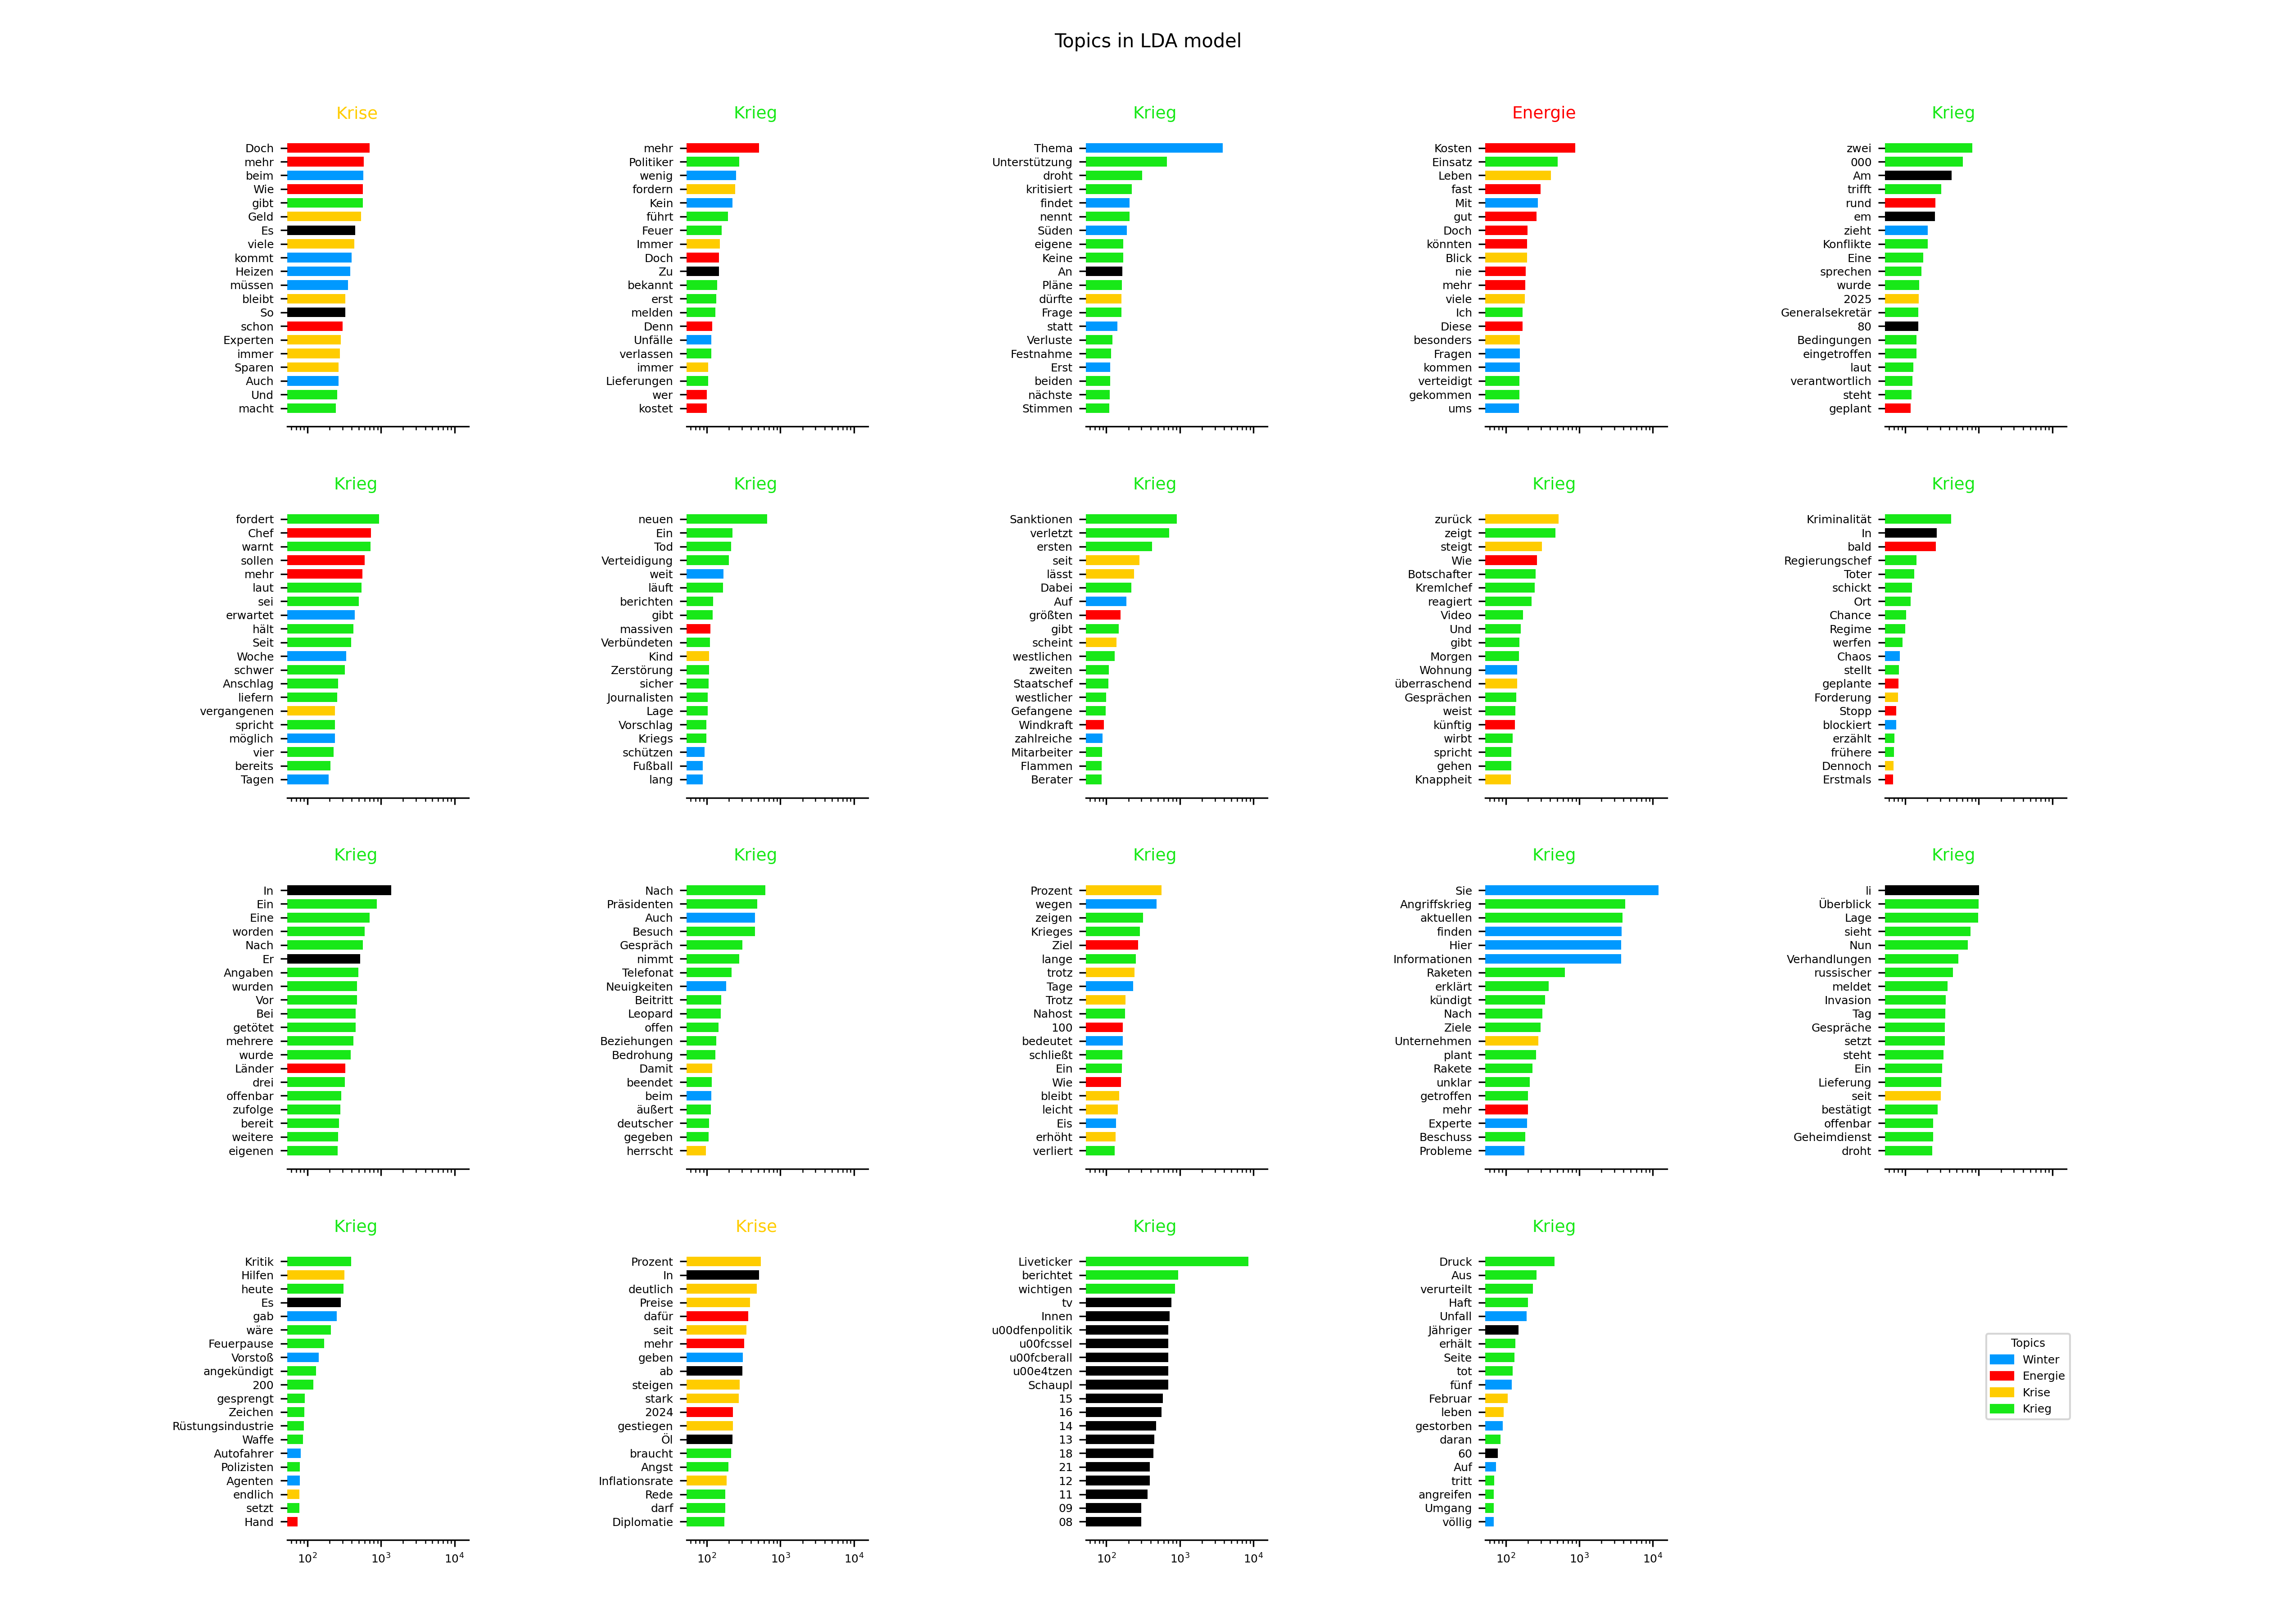 Topics in LDA model
Krise
Doch
mehr
beim
Wie
gibt
Geld
Es
viele
kommt
Heizen
müssen
bleibt
So
schon
Experten
immer
Sparen
Auch
Und
macht
Krieg
mehr
Politiker
wenig
fordern
Kein
führt
Feuer
Immer
Doch
Zu
bekannt
erst
melden
Denn
Unfälle
verlassen
immer
Lieferungen
wer
kostet
Krieg
Thema
Unterstützung
droht
kritisiert
findet
nennt
Süden
eigene
Keine
An
Pläne
dürfte
Frage
statt
Verluste
Festnahme
Erst
beiden
nächste
Stimmen
Energie
Kosten
Einsatz
Leben
fast
Mit
gut
Doch
könnten
Blick
nie
mehr
viele
Ich
Diese
besonders
Fragen
kommen
verteidigt
gekommen
ums
Krieg
zwei
000
Am
trifft
rund
em
zieht
Konflikte
Eine
sprechen
wurde
2025
Generalsekretär
80
Bedingungen
eingetroffen
laut
verantwortlich
steht
geplant
Krieg
fordert
Chef
warnt
sollen
mehr
laut
sei
erwartet
hält
Seit
Woche
schwer
Anschlag
liefern
vergangenen
spricht
möglich
vier
bereits
Tagen
Krieg
neuen
Ein
Tod
Verteidigung
weit
läuft
berichten
gibt
massiven
Verbündeten
Kind
Zerstörung
sicher
Journalisten
Lage
Vorschlag
Kriegs
schützen
Fußball
lang
Krieg
Sanktionen
verletzt
ersten
seit
lässt
Dabei
Auf
größten
gibt
scheint
westlichen
zweiten
Staatschef
westlicher
Gefangene
Windkraft
zahlreiche
Mitarbeiter
Flammen
Berater
Krieg
zurück
zeigt
steigt
Wie
Botschafter
Kremlchef
reagiert
Video
Und
gibt
Morgen
Wohnung
überraschend
Gesprächen
weist
künftig
wirbt
spricht
gehen
Knappheit
Krieg
Kriminalität
In
bald
Regierungschef
Toter
schickt
Ort
Chance
Regime
werfen
Chaos
stellt
geplante
Forderung
Stopp
blockiert
erzählt
frühere
Dennoch
Erstmals
Krieg
In
Ein
Eine
worden
Nach
Er
Angaben
wurden
Vor
Bei
getötet
mehrere
wurde
Länder
drei
offenbar
zufolge
bereit
weitere
eigenen
Krieg
Nach
Präsidenten
Auch
Besuch
Gespräch
nimmt
Telefonat
Neuigkeiten
Beitritt
Leopard
offen
Beziehungen
Bedrohung
Damit
beendet
beim
äußert
deutscher
gegeben
herrscht
Krieg
Prozent
wegen
zeigen
Krieges
Ziel
lange
trotz
Tage
Trotz
Nahost
100
bedeutet
schließt
Ein
Wie
bleibt
leicht
Eis
erhöht
verliert
Krieg
Sie
Angriffskrieg
aktuellen
finden
Hier
Informationen
Raketen
erklärt
kündigt
Nach
Ziele
Unternehmen
plant
Rakete
unklar
getroffen
mehr
Experte
Beschuss
Probleme
Krieg
li
Überblick
Lage
sieht
Nun
Verhandlungen
russischer
meldet
Invasion
Tag
Gespräche
setzt
steht
Ein
Lieferung
seit
bestätigt
offenbar
Geheimdienst
droht
Krieg
Kritik
Hilfen
heute
Es
gab
wäre
Feuerpause
Vorstoß
angekündigt
200
gesprengt
Zeichen
Rüstungsindustrie
Waffe
Autofahrer
Polizisten
Agenten
endlich
setzt
Hand
10² 10³ 10⁴
Krise
Prozent
In
deutlich
Preise
dafür
seit
mehr
geben
ab
steigen
stark
2024
gestiegen
Öl
braucht
Angst
Inflationsrate
Rede
darf
Diplomatie
10² 10³ 10⁴
Krieg
Liveticker
berichtet
wichtigen
tv
Innen
u00dfenpolitik
u00fcssel
u00fcberall
u00e4tzen
Schaupl
15
16
14
13
18
21
12
11
09
08
10² 10³ 10⁴
Krieg
Druck
Aus
verurteilt
Haft
Unfall
Jähriger
erhält
Seite
tot
fünf
Februar
leben
gestorben
daran
60
Auf
tritt
angreifen
Umgang
völlig
10² 10³ 10⁴
Topics
Winter
Energie
Krise
Krieg